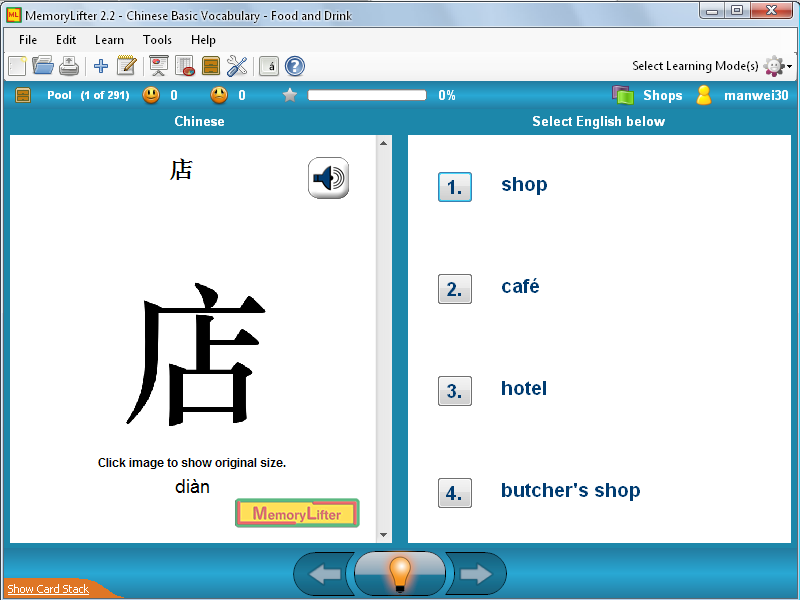 MemoryLifter 2.2 - Chinese Basic Vocabulary - Food and Drink
File Edit Learn Tools Help
á ? Select Learning Mode(s)
Pool (1 of 291) 0 0 0% Shops manwei30
Chinese
Select English below
店
店
Click image to show original size.
diàn
MemoryLifter
1. shop
2. café
3. hotel
4. butcher's shop
Show Card Stack